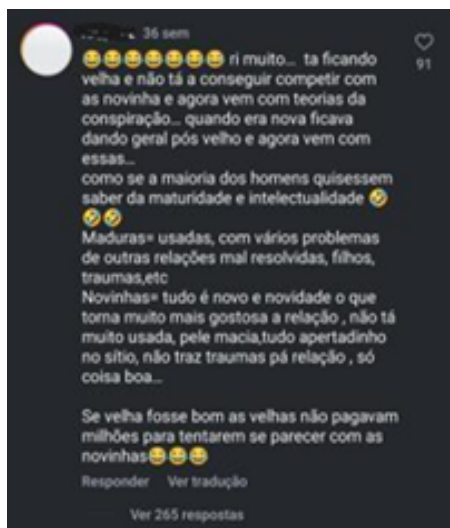 36 sem
😂😂😂😂😂😂😂 ri muito... ta ficando
91
velha e não tá a conseguir competir com
as novinha e agora vem com teorias da
conspiração... quando era nova ficava
dando geral pós velho e agora vem com
essas...
como se a maioria dos homens quisessem
saber da maturidade e intelectualidade 🤣
🤣🤣
Maduras= usadas, com vários problemas
de outras relações mal resolvidas, filhos,
traumas,etc
Novinhas= tudo é novo e novidade o que
torna muito mais gostosa a relação , não tá
muito usada, pele macia,tudo apertadinho
no sítio, não traz traumas pá relação , só
coisa boa...
Se velha fosse bom as velhas não pagavam
milhões para tentarem se parecer com as
novinhas😂😂😂
Responder Ver tradução
Ver 265 respostas